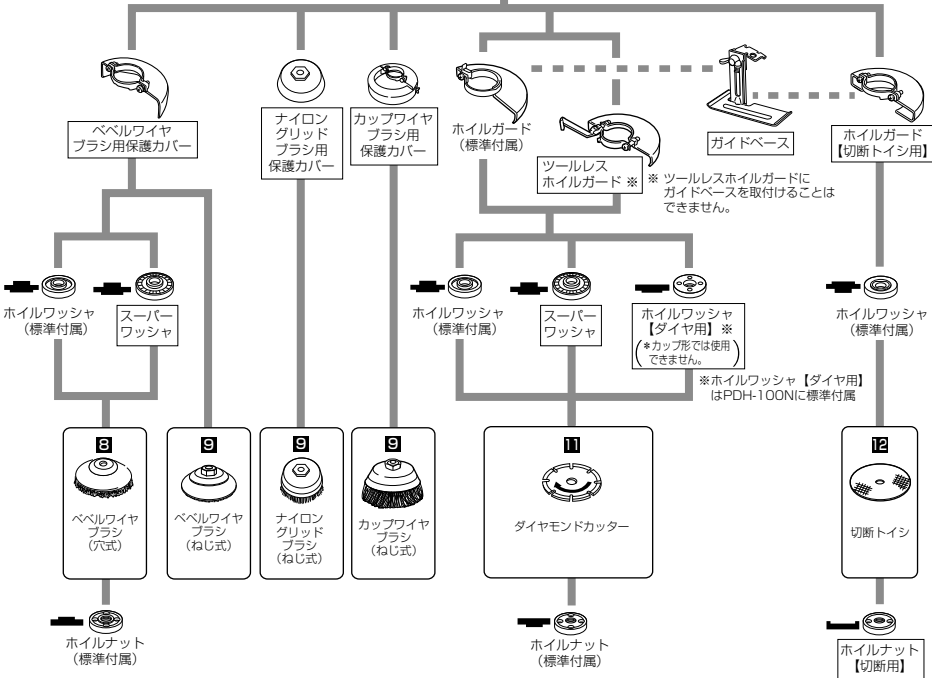 ベベルワイヤ
ブラシ用保護カバー
ナイロン
グリッド
ブラシ用
保護カバー
カップワイヤ
ブラシ用
保護カバー
ホイルガード
(標準付属)
ツールレス
ホイルガード ※
ガイドベース
ホイルガード
【切断トイシ用】
※ ツールレスホイルガードに
ガイドベースを取付けることは
できません。
ホイルワッシャ
(標準付属)
スーパー
ワッシャ
ホイルワッシャ
(標準付属)
スーパー
ワッシャ
ホイルワッシャ
【ダイヤ用】※
(*カップ形では使用
できません。)
ホイルワッシャ
(標準付属)
※ホイルワッシャ【ダイヤ用】
はPDH-100Nに標準付属
8
ベベルワイヤ
ブラシ
(穴式)
9
ベベルワイヤ
ブラシ
(ねじ式)
9
ナイロン
グリッド
ブラシ
(ねじ式)
9
カップワイヤ
ブラシ
(ねじ式)
11
ダイヤモンドカッター
12
切断トイシ
ホイルナット
(標準付属)
ホイルナット
(標準付属)
ホイルナット
【切断用】